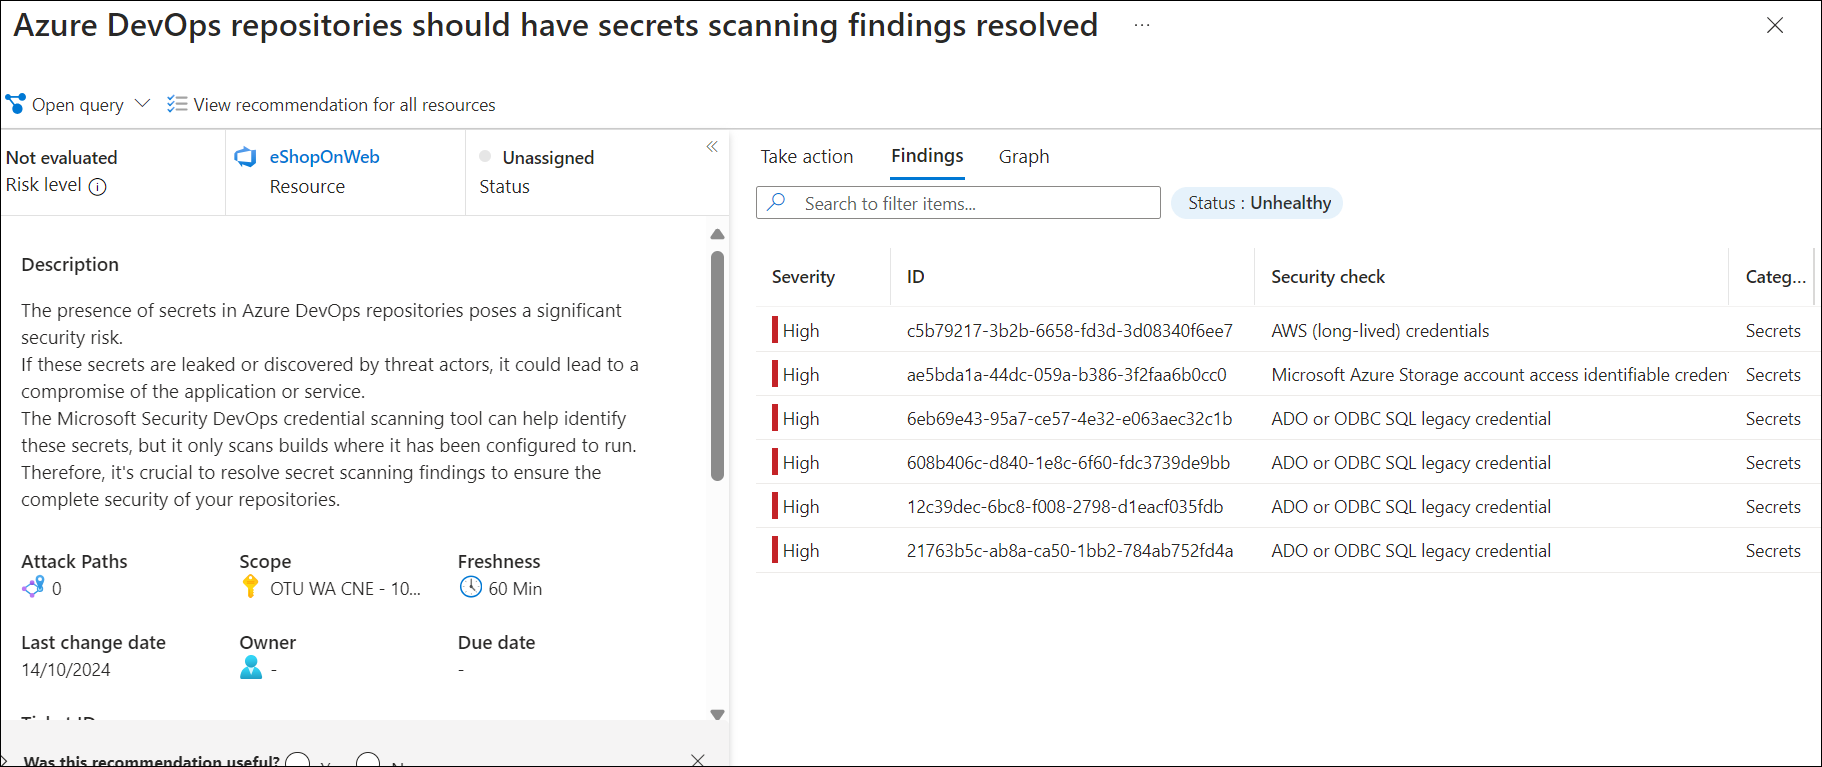 Azure DevOps repositories should have secrets scanning findings resolved ...
Open query View recommendation for all resources
Not evaluated
Risk level
eShopOnWeb
Resource
Unassigned
Status
Description
The presence of secrets in Azure DevOps repositories poses a significant
security risk.
If these secrets are leaked or discovered by threat actors, it could lead to a
compromise of the application or service.
The Microsoft Security DevOps credential scanning tool can help identify
these secrets, but it only scans builds where it has been configured to run.
Therefore, it's crucial to resolve secret scanning findings to ensure the
complete security of your repositories.
Attack Paths
0
Scope
OTU WA CNE - 10...
Freshness
60 Min
Last change date
14/10/2024
Owner
-
Due date
-
Ticket ID
Was this recommendation useful?
Take action Findings Graph
Search to filter items...
Status : Unhealthy
Severity ID Security check Categ...
High c5b79217-3b2b-6658-fd3d-3d08340f6ee7 AWS (long-lived) credentials Secrets
High ae5bda1a-44dc-059a-b386-3f2faa6b0cc0 Microsoft Azure Storage account access identifiable creden Secrets
High 6eb69e43-95a7-ce57-4e32-e063aec32c1b ADO or ODBC SQL legacy credential Secrets
High 608b406c-d840-1e8c-6f60-fdc3739de9bb ADO or ODBC SQL legacy credential Secrets
High 12c39dec-6bc8-f008-2798-d1eacf035fdb ADO or ODBC SQL legacy credential Secrets
High 21763b5c-ab8a-ca50-1bb2-784ab752fd4a ADO or ODBC SQL legacy credential Secrets